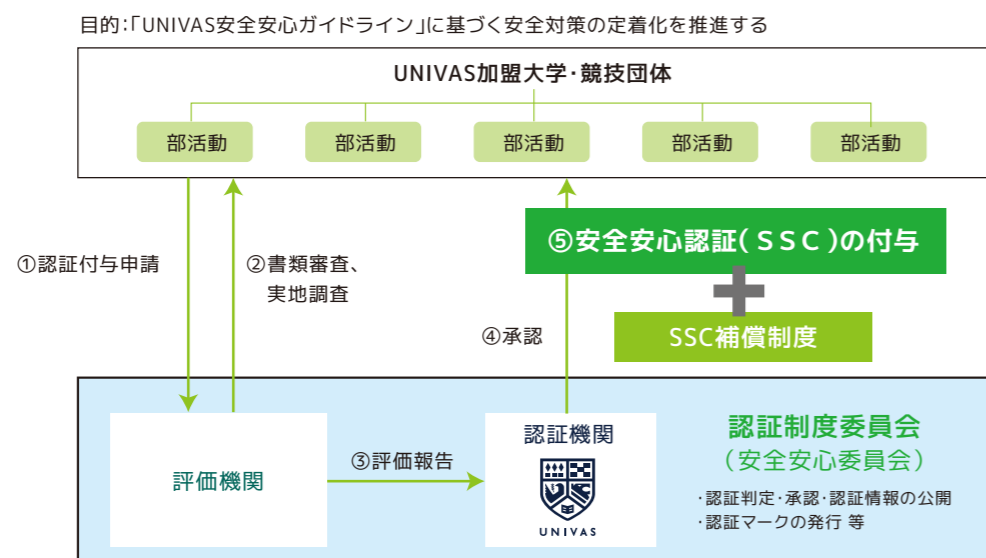 目的：「UNIVAS安全安心ガイドライン」に基づく安全対策の定着化を推進する
UNIVAS加盟大学・競技団体
部活動 部活動 部活動 部活動 部活動
⑤安全安心認証（SSC）の付与
①認証付与申請
②書類審査、
実地調査
④承認
SSC補償制度
評価機関
③評価報告
認証機関
UNIVAS
認証制度委員会
（安全安心委員会）
・認証判定・承認・認証情報の公開
・認証マークの発行 等